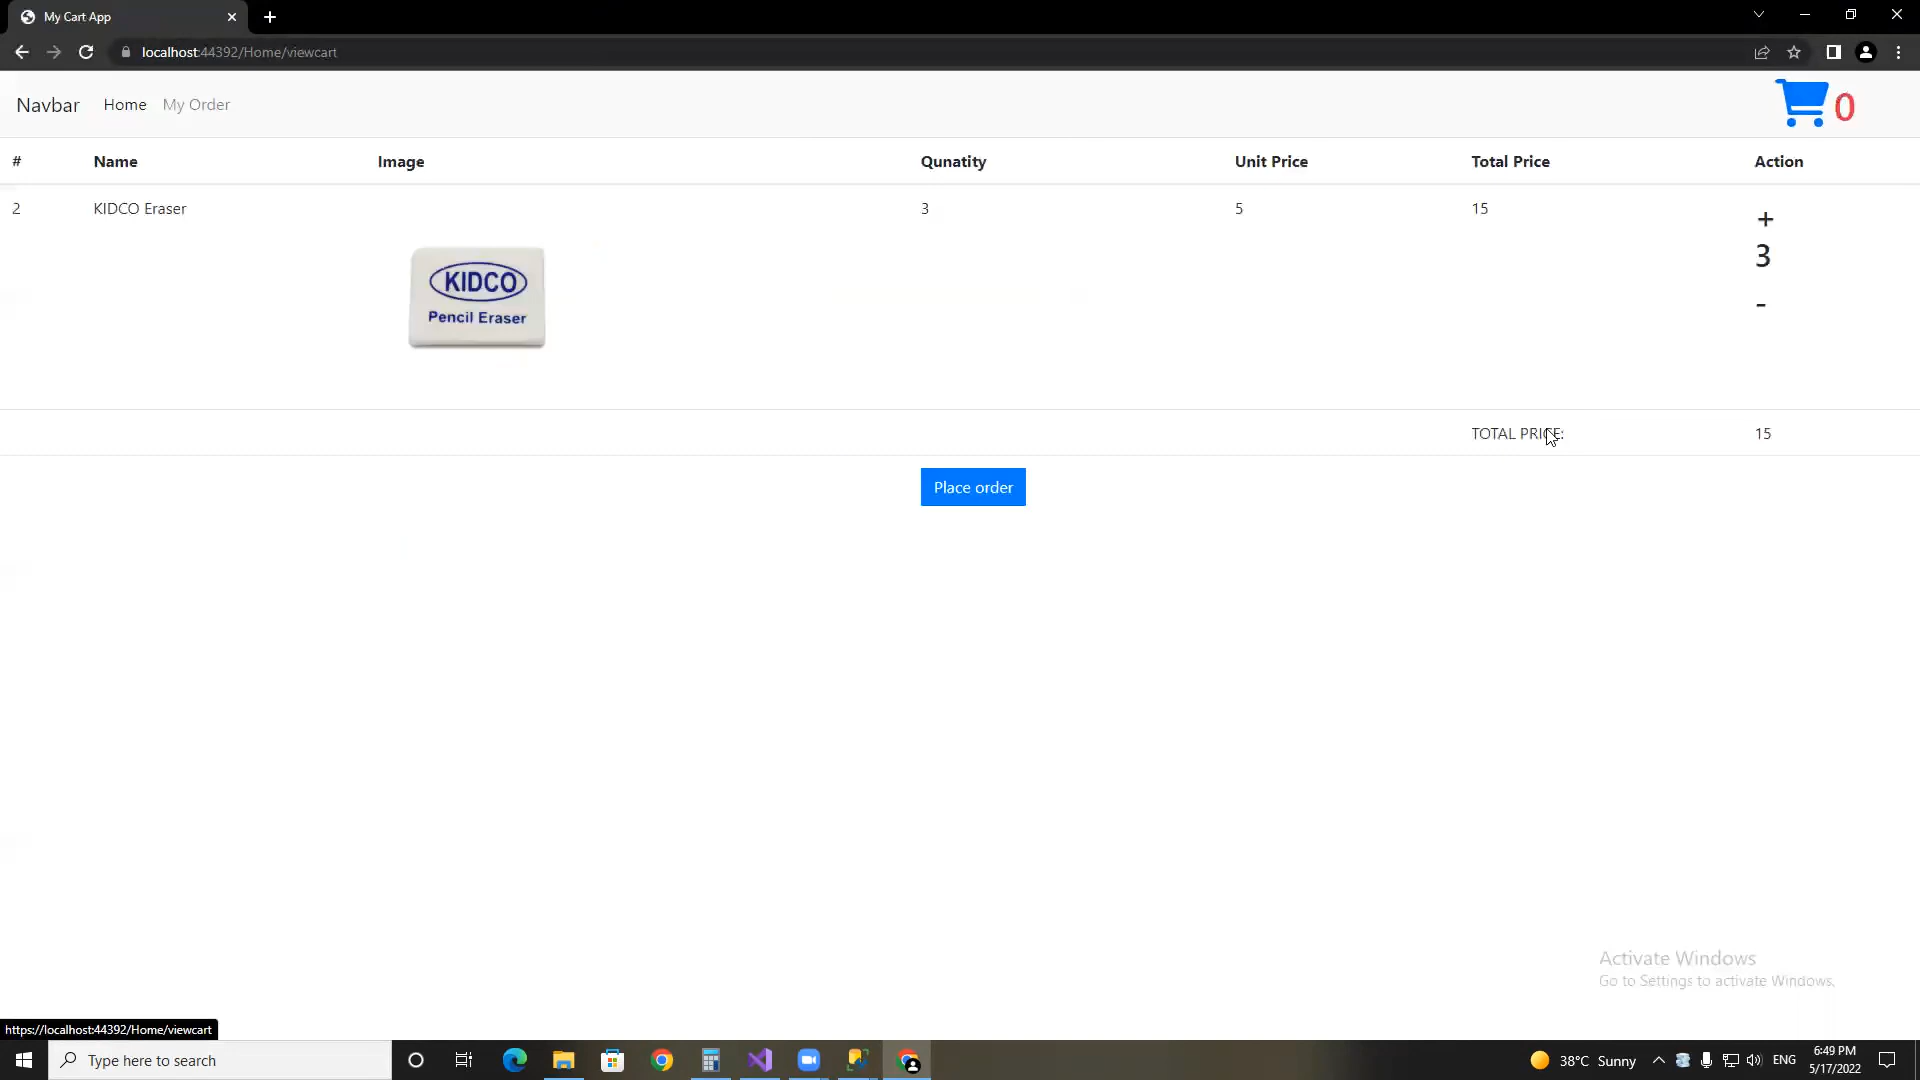 My Cart App
localhost:44392/Home/viewcart
Navbar Home My Order 0
# Name Image Qunatity Unit Price Total Price Action
2 KIDCO Eraser 3 5 15 +
3
-
KIDCO
Pencil Eraser
TOTAL PRICE: 15
Place order
Activate Windows
Go to Settings to activate Windows.
https://localhost:44392/Home/viewcart
Type here to search
38°C Sunny
ENG
6:49 PM
5/17/2022